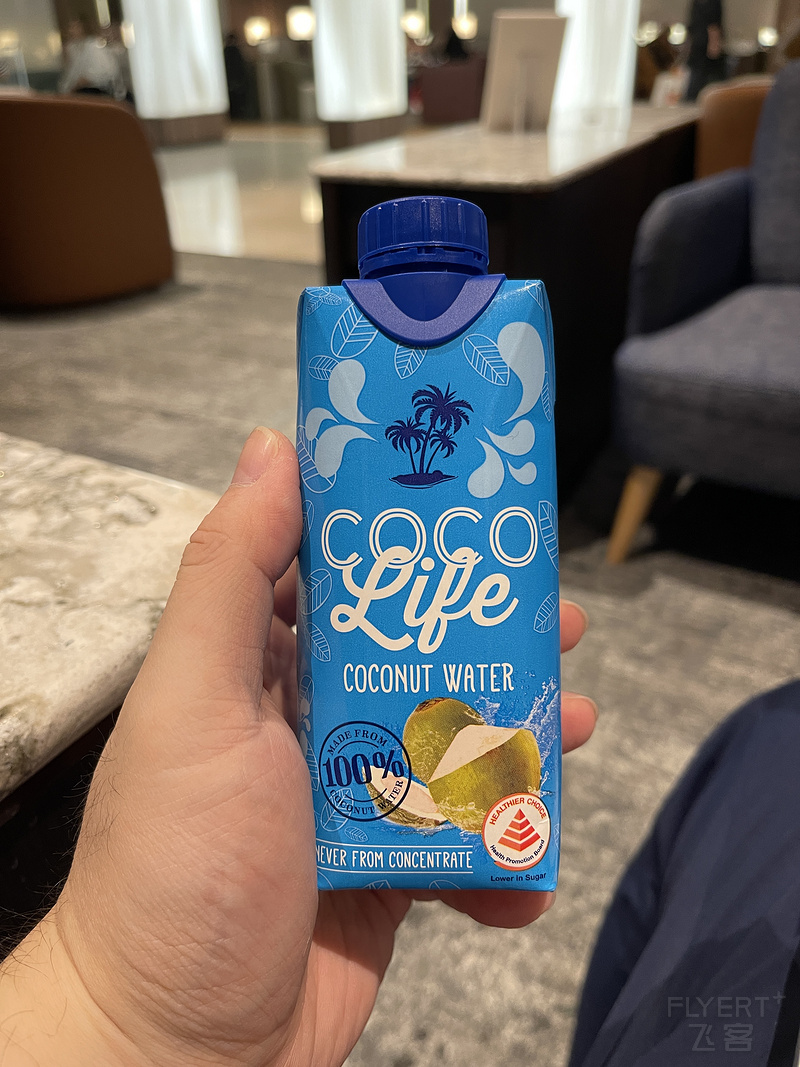 COCO
Life
COCONUT WATER
MADE FROM
100%
COCONUT WATER
NEVER FROM CONCENTRATE
HEALTHIER CHOICE
Health Promotion Board
Lower in Sugar
FLYERT+
飞客